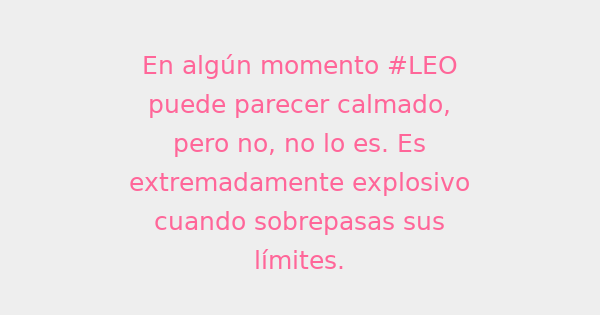 En algún momento #LEO
puede parecer calmado,
pero no, no lo es. Es
extremadamente explosivo
cuando sobrepasas sus
límites.